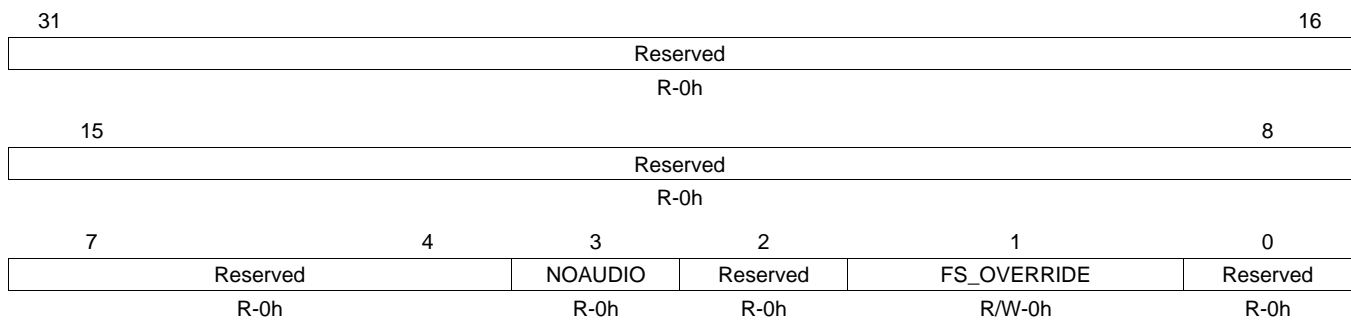 31 16
Reserved
R-0h
15 8
Reserved
R-0h
7 4 3 2 1 0
Reserved NOAUDIO Reserved FS_OVERRIDE Reserved
R-0h R-0h R-0h R/W-0h R-0h